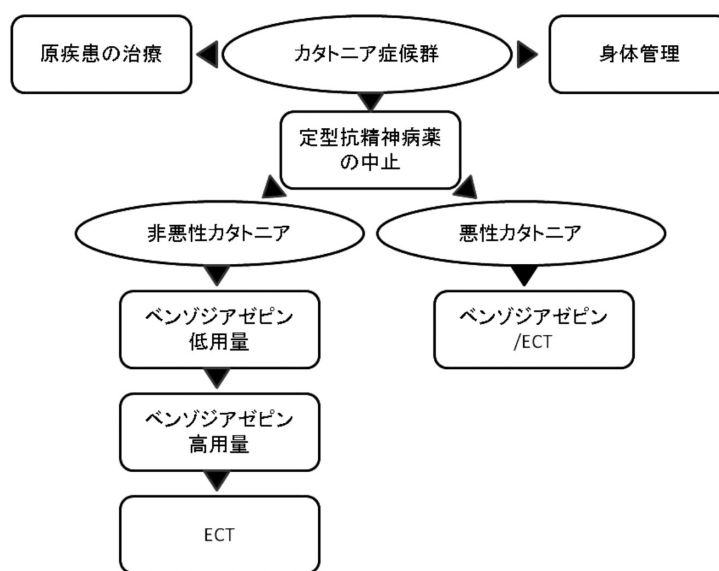 原疾患の治療
カタトニア症候群
身体管理
定型抗精神病薬
の中止
非悪性カタトニア
悪性カタトニア
ベンゾジアゼピン
低用量
ベンゾジアゼピン
/ECT
ベンゾジアゼピン
高用量
ECT